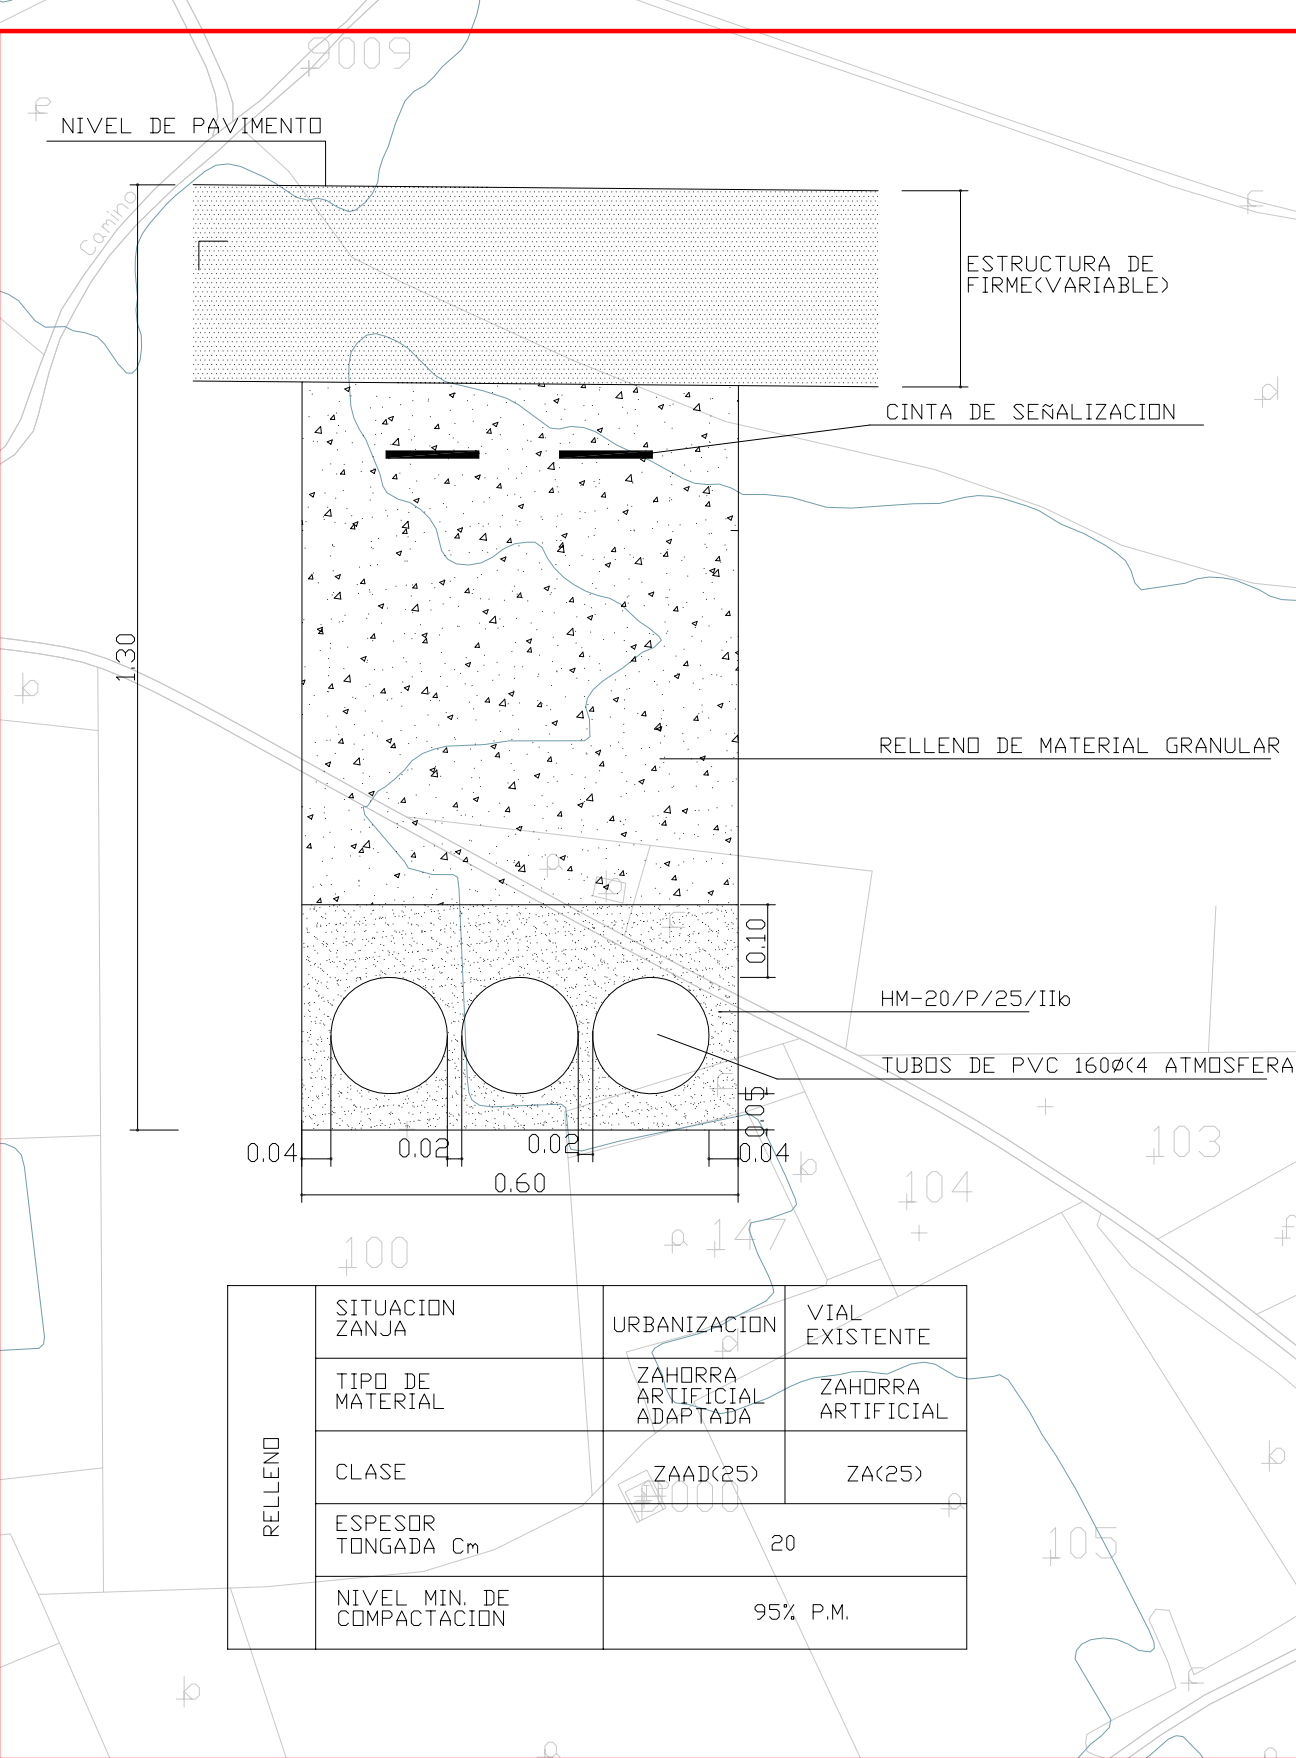 9009
NIVEL DE PAVIMENTO
Camino
ESTRUCTURA DE
FIRME(VARIABLE)
CINTA DE SEÑALIZACION
1.30
RELLENO DE MATERIAL GRANULAR
0.10
HM-20/P/25/IIb
TUBOS DE PVC 160Ø(4 ATMOSFERA
0.05
0.04
0.02
0.02
0.04
0.60
103
104
147
100
RELLENO
SITUACION
ZANJA
URBANIZACION
VIAL
EXISTENTE
TIPO DE
MATERIAL
ZAHORRA
ARTIFICIAL
ADAPTADA
ZAHORRA
ARTIFICIAL
CLASE
ZAAD(25)
ZA(25)
ESPESOR
TONGADA Cm
20
105
NIVEL MIN. DE
COMPACTACION
95% P.M.